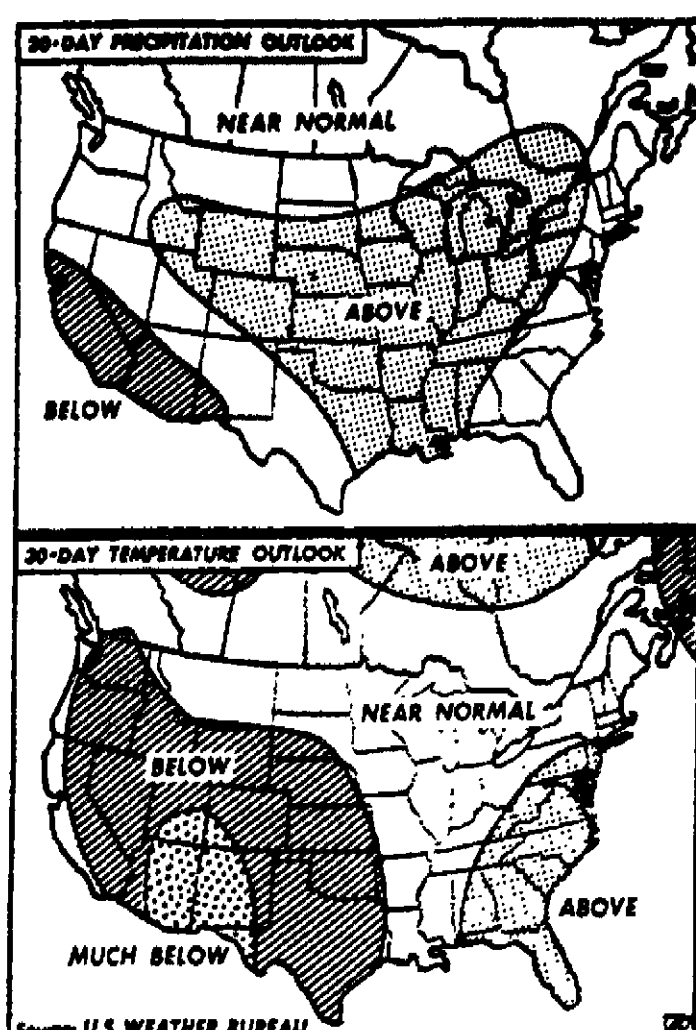 30-DAY PRECIPITATION OUTLOOK
NEAR NORMAL
ABOVE
BELOW
30-DAY TEMPERATURE OUTLOOK
ABOVE
NEAR NORMAL
BELOW
ABOVE
MUCH BELOW
Source: U.S. WEATHER BUREAU